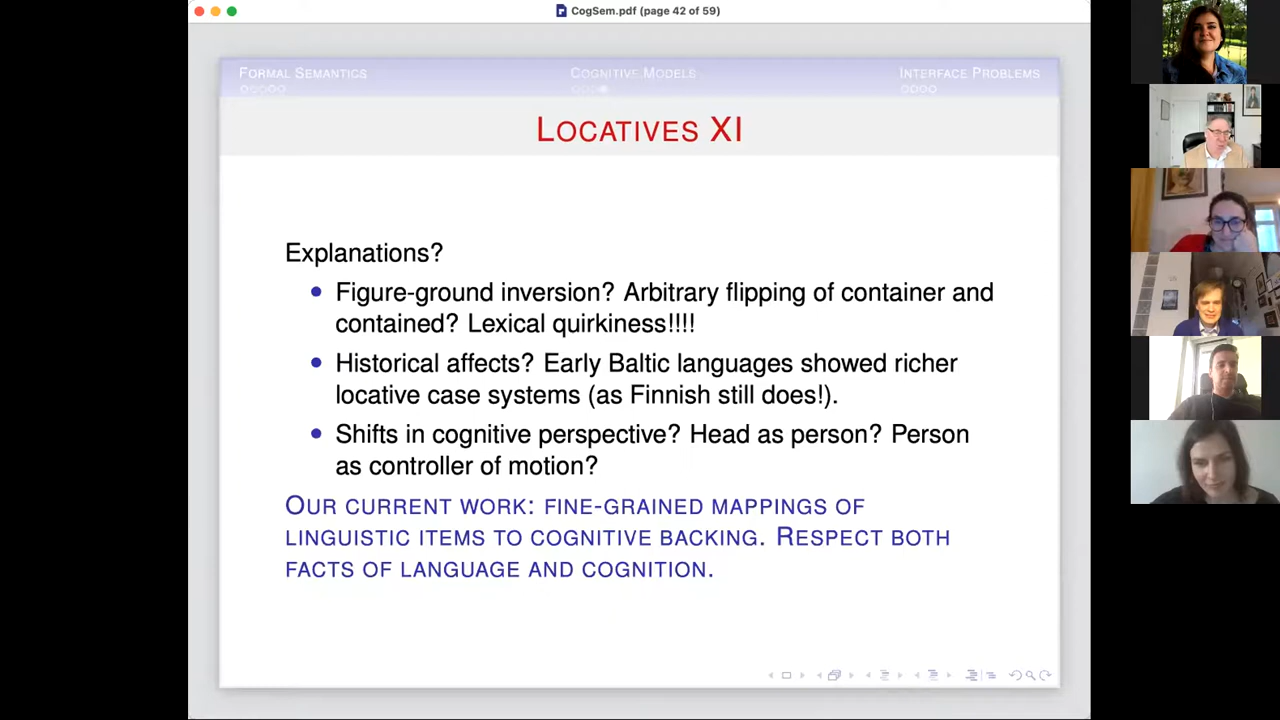 CogSem.pdf (page 42 of 59)
FORMAL SEMANTICS COGNITIVE MODELS INTERFACE PROBLEMS
LOCATIVES XI
Explanations?
Figure-ground inversion? Arbitrary flipping of container and
contained? Lexical quirkiness!!!!
Historical affects? Early Baltic languages showed richer
locative case systems (as Finnish still does!).
Shifts in cognitive perspective? Head as person? Person
as controller of motion?
OUR CURRENT WORK: FINE-GRAINED MAPPINGS OF
LINGUISTIC ITEMS TO COGNITIVE BACKING. RESPECT BOTH
FACTS OF LANGUAGE AND COGNITION.